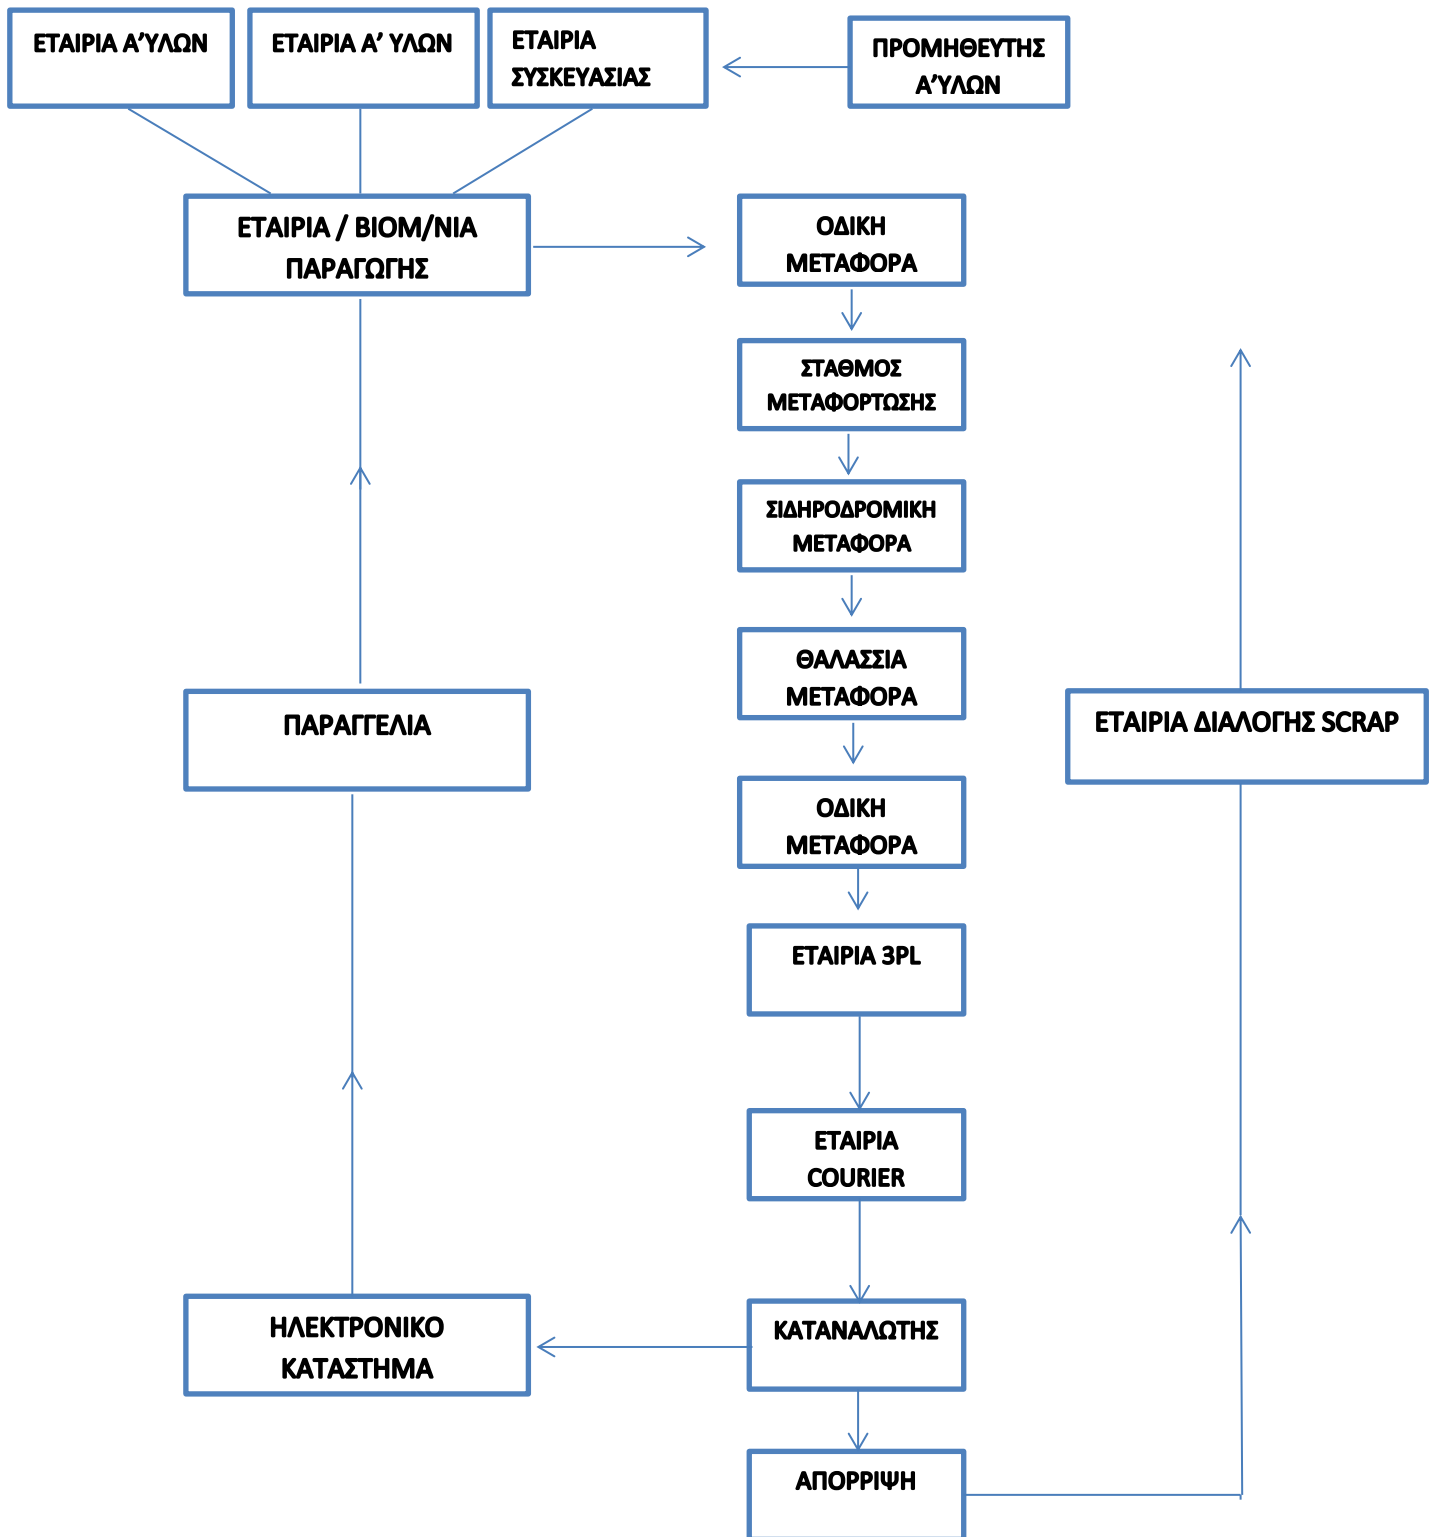 ΕΤΑΙΡΙΑ Α’ΥΛΩΝ
ΕΤΑΙΡΙΑ Α’ ΥΛΩΝ
ΕΤΑΙΡΙΑ
ΣΥΣΚΕΥΑΣΙΑΣ
ΠΡΟΜΗΘΕΥΤΗΣ
Α’ΥΛΩΝ
ΕΤΑΙΡΙΑ / ΒΙΟΜ/ΝΙΑ
ΠΑΡΑΓΩΓΗΣ
ΟΔΙΚΗ
ΜΕΤΑΦΟΡΑ
ΣΤΑΘΜΟΣ
ΜΕΤΑΦΟΡΤΩΣΗΣ
ΣΙΔΗΡΟΔΡΟΜΙΚΗ
ΜΕΤΑΦΟΡΑ
ΘΑΛΑΣΣΙΑ
ΜΕΤΑΦΟΡΑ
ΠΑΡΑΓΓΕΛΙΑ
ΕΤΑΙΡΙΑ ΔΙΑΛΟΓΗΣ SCRAP
ΟΔΙΚΗ
ΜΕΤΑΦΟΡΑ
ΕΤΑΙΡΙΑ 3PL
ΕΤΑΙΡΙΑ
COURIER
ΗΛΕΚΤΡΟΝΙΚΟ
ΚΑΤΑΣΤΗΜΑ
ΚΑΤΑΝΑΛΩΤΗΣ
ΑΠΟΡΡΙΨΗ